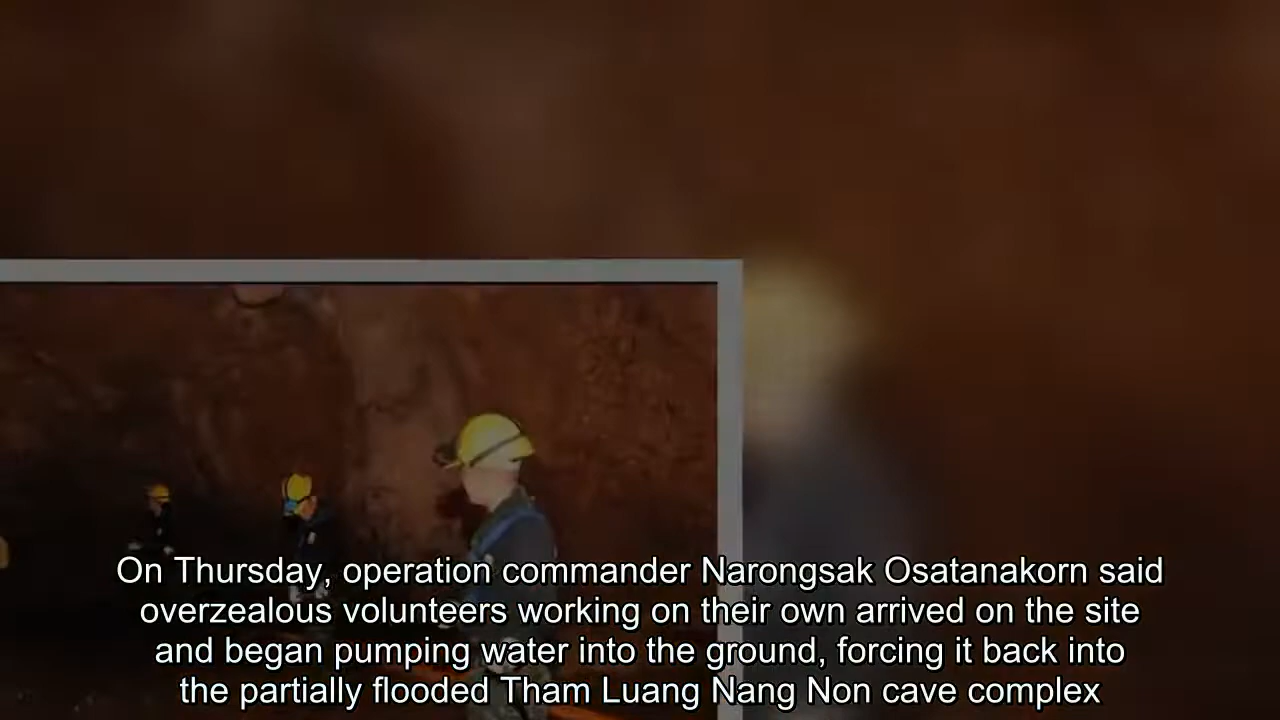 On Thursday, operation commander Narongsak Osatanakorn said
overzealous volunteers working on their own arrived on the site
and began pumping water into the ground, forcing it back into
the partially flooded Tham Luang Nang Non cave complex